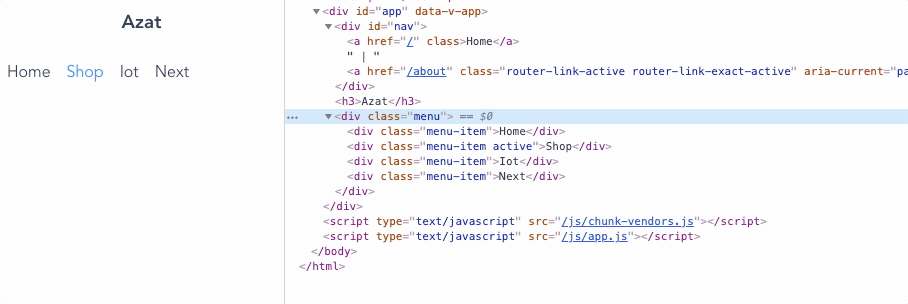 Azat
Home Shop Iot Next
<div id="app" data-v-app>
<div id="nav">
<a href="/" class>Home</a>
" | "
<a href="/about" class="router-link-active router-link-exact-active" aria-current="pa
</div>
<h3>Azat</h3>
… <div class="menu"> == $0
<div class="menu-item">Home</div>
<div class="menu-item active">Shop</div>
<div class="menu-item">Iot</div>
<div class="menu-item">Next</div>
</div>
</div>
<script type="text/javascript" src="/js/chunk-vendors.js"></script>
<script type="text/javascript" src="/js/app.js"></script>
</body>
</html>